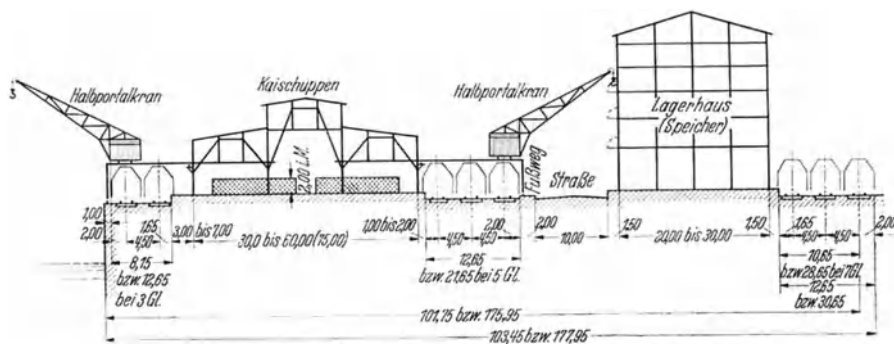 Halbportalkran
Kaischuppen
Halbportalkran
Lagerhaus
(Speicher)
2,00 i. M.
Fußweg
Straße
1,00
2,00
1,65
4,50
3,00 bis 7,00
30,0 bis 60,00 (75,00)
1,00 bis 2,00
2,00
4,50
4,50
2,00
10,00
1,50
20,00 bis 30,00
1,50
1,65
4,50
4,50
2,00
8,15
bzw. 12,65
bei 3 Gl.
12,65
bzw. 21,65 bei 5 Gl.
10,65
bzw. 28,65 bei 7 Gl.
12,65
bzw. 30,65
101,75 bzw. 175,95
103,45 bzw. 177,95